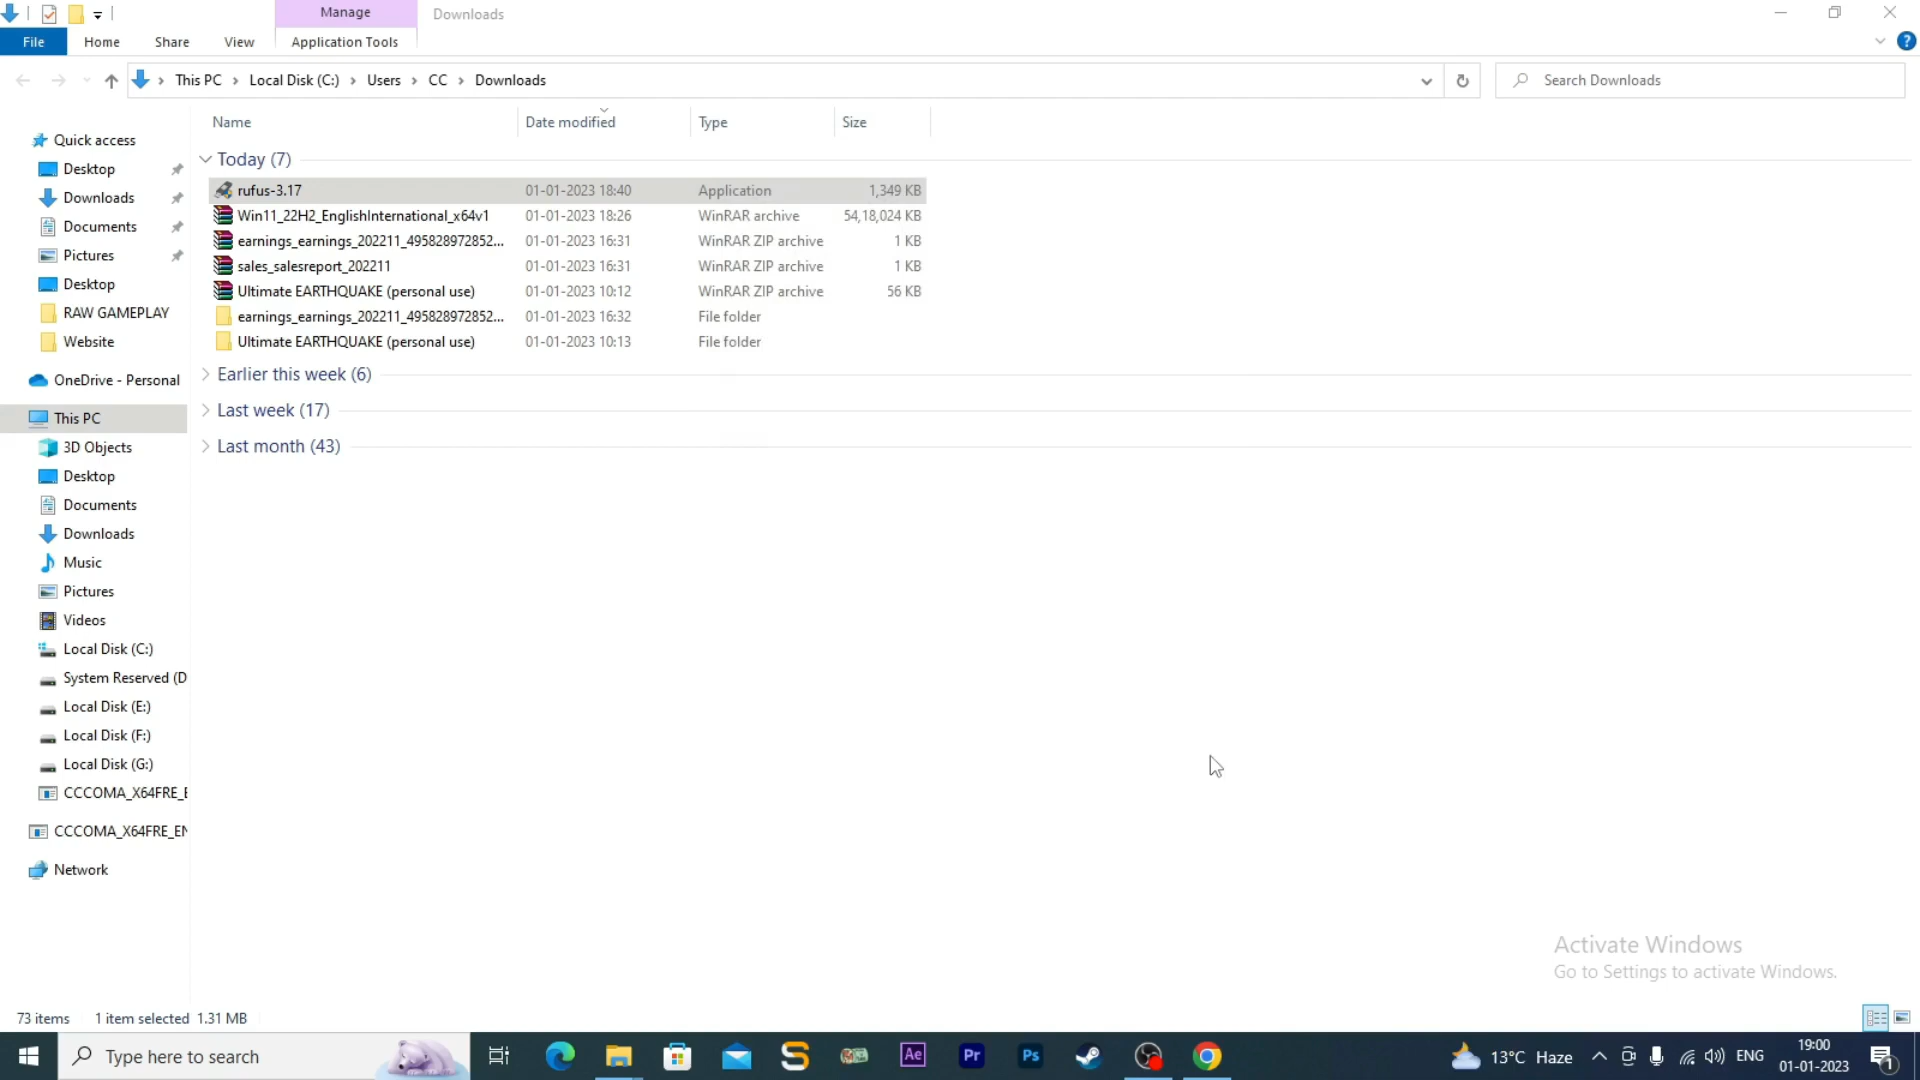 Manage
Downloads
File
Home
Share
View
Application Tools
This PC
Local Disk (C:)
Users
CC
Downloads
Search Downloads
Name
Date modified
Type
Size
Quick access
Desktop
Downloads
Documents
Pictures
Desktop
RAW GAMEPLAY
Website
OneDrive - Personal
This PC
3D Objects
Desktop
Documents
Downloads
Music
Pictures
Videos
Local Disk (C:)
System Reserved (D
Local Disk (E:)
Local Disk (F:)
Local Disk (G:)
CCCOMA_X64FRE_E
CCCOMA_X64FRE_EN
Network
Today (7)
rufus-3.17 01-01-2023 18:40 Application 1,349 KB
Win11_22H2_EnglishInternational_x64v1 01-01-2023 18:26 WinRAR archive 54,18,024 KB
earnings_earnings_202211_495828972852... 01-01-2023 16:31 WinRAR ZIP archive 1 KB
sales_salesreport_202211 01-01-2023 16:31 WinRAR ZIP archive 1 KB
Ultimate EARTHQUAKE (personal use) 01-01-2023 10:12 WinRAR ZIP archive 56 KB
earnings_earnings_202211_495828972852... 01-01-2023 16:32 File folder
Ultimate EARTHQUAKE (personal use) 01-01-2023 10:13 File folder
Earlier this week (6)
Last week (17)
Last month (43)
Activate Windows
Go to Settings to activate Windows.
73 items 1 item selected 1.31 MB
Type here to search
Ae
Pr
Ps
13°C Haze
ENG
19:00
01-01-2023
1